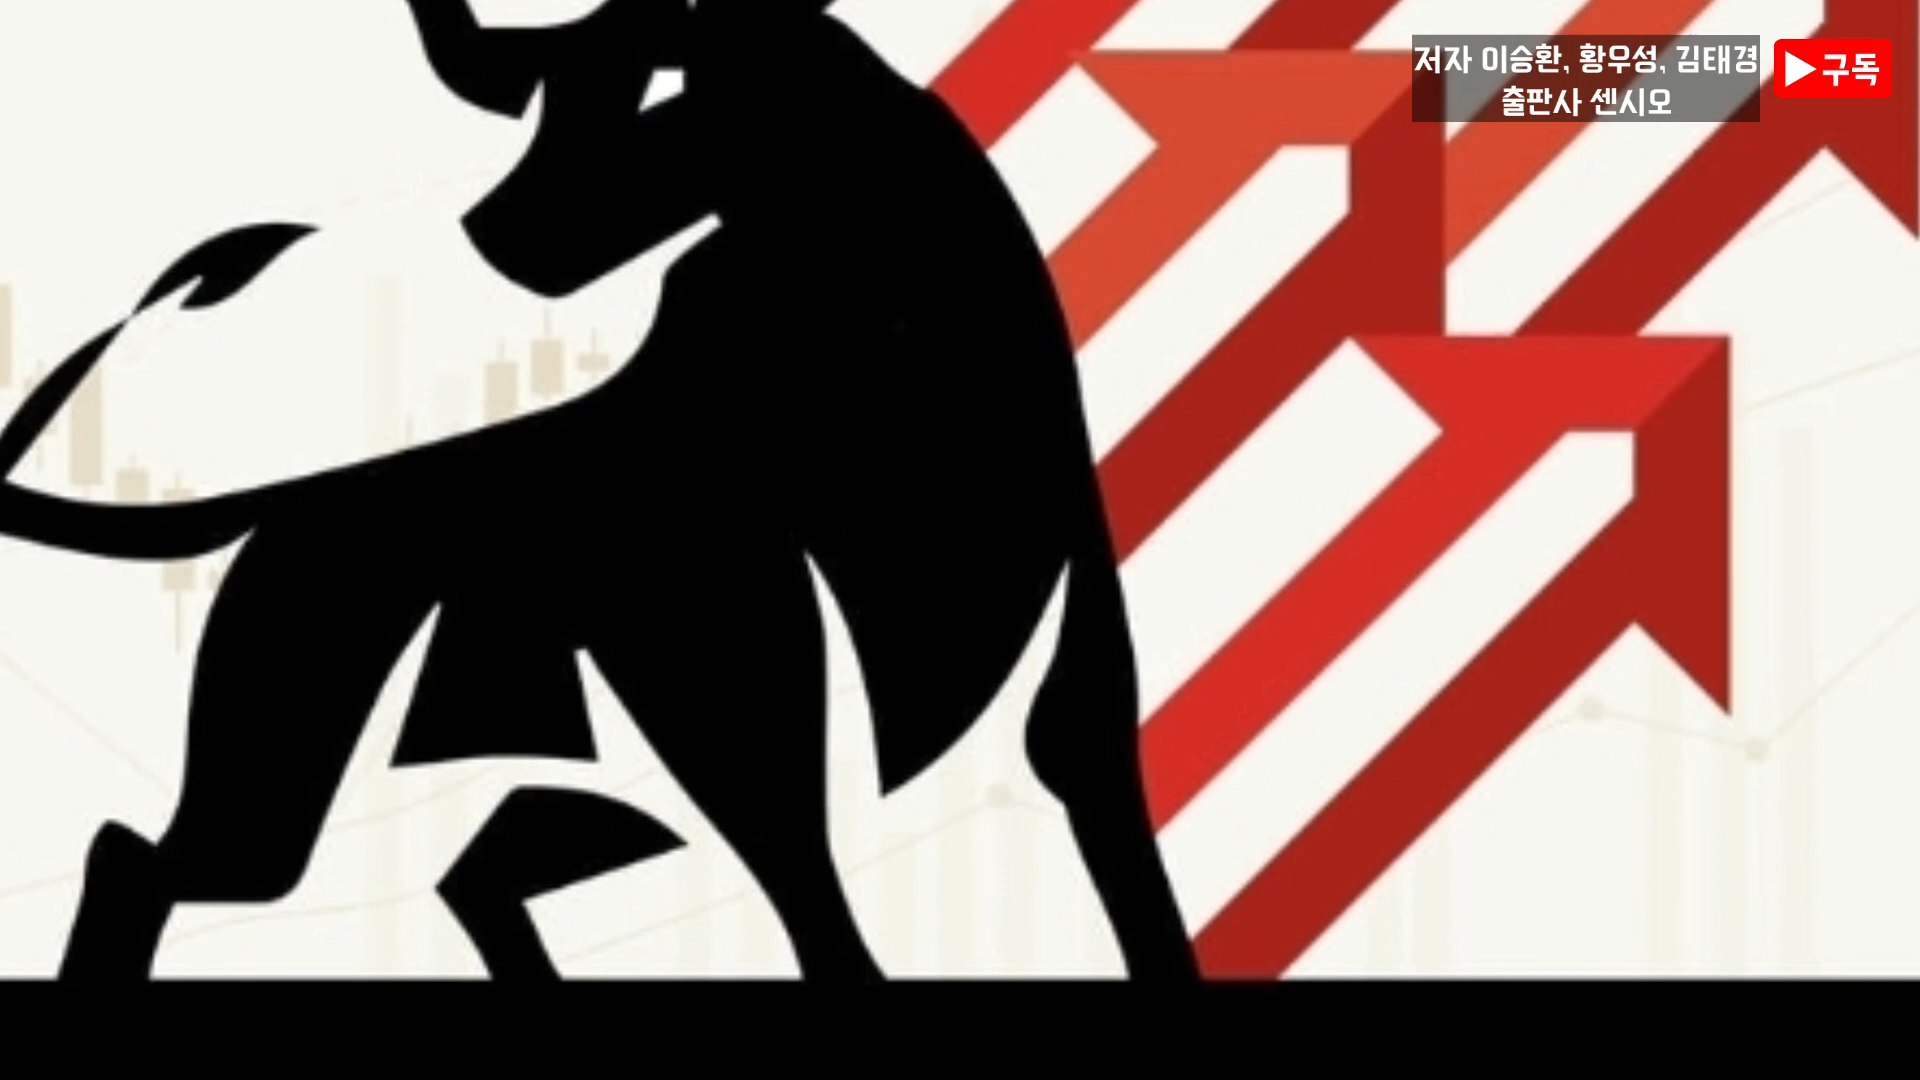 저자 이승환, 황우성, 김태경
출판사 센시오
구독